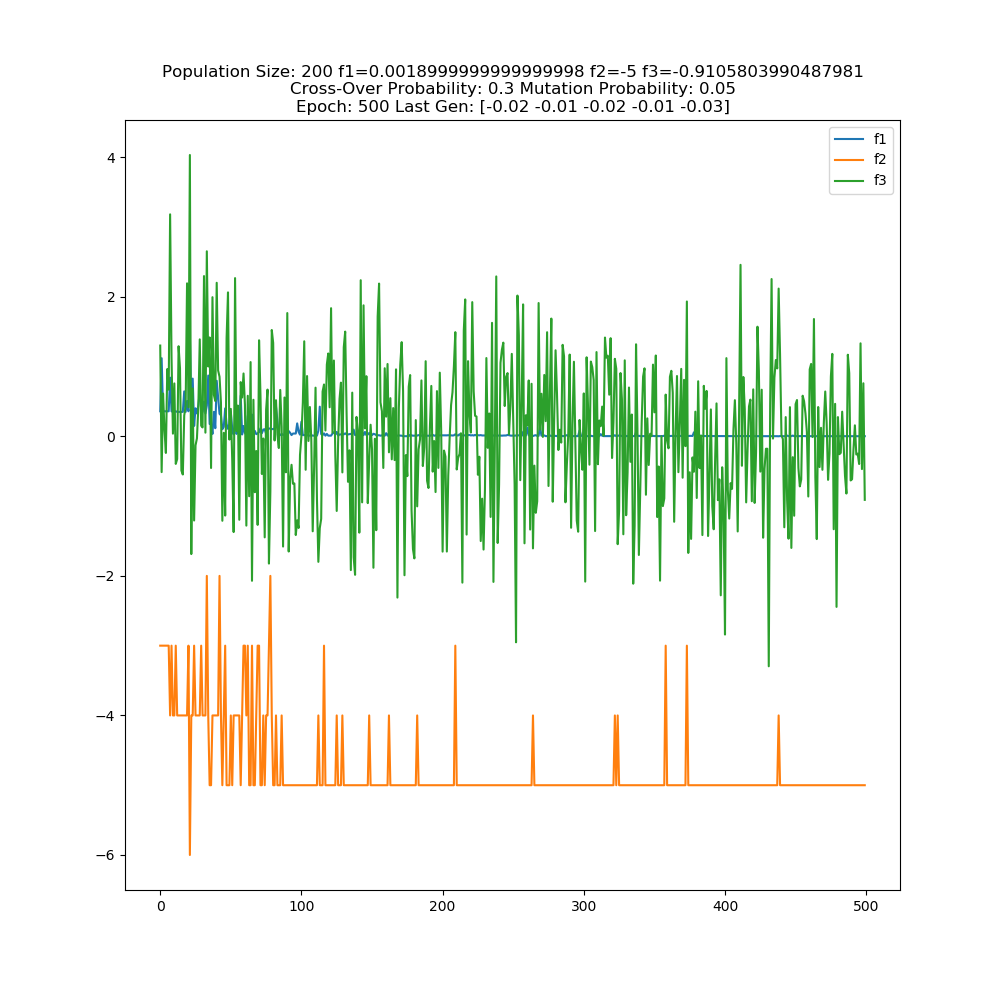 Population Size: 200 f1=0.0018999999999999998 f2=-5 f3=-0.9105803990487981
Cross-Over Probability: 0.3 Mutation Probability: 0.05
Epoch: 500 Last Gen: [-0.02 -0.01 -0.02 -0.01 -0.03]
f1
f2
f3
4
2
0
−2
−4
−6
0 100 200 300 400 500